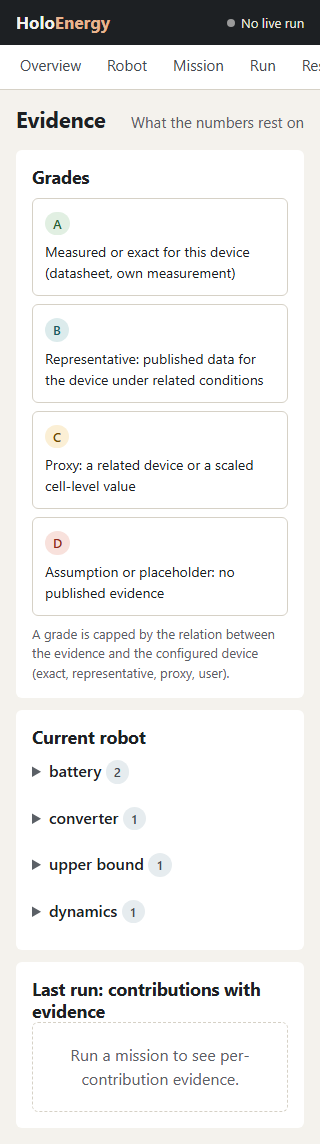 HoloEnergy
No live run
Overview Robot Mission Run Re
Evidence What the numbers rest on
Grades
A
Measured or exact for this device
(datasheet, own measurement)
B
Representative: published data for
the device under related conditions
C
Proxy: a related device or a scaled
cell-level value
D
Assumption or placeholder: no
published evidence
A grade is capped by the relation between
the evidence and the configured device
(exact, representative, proxy, user).
Current robot
battery 2
converter 1
upper bound 1
dynamics 1
Last run: contributions with
evidence
Run a mission to see per-
contribution evidence.